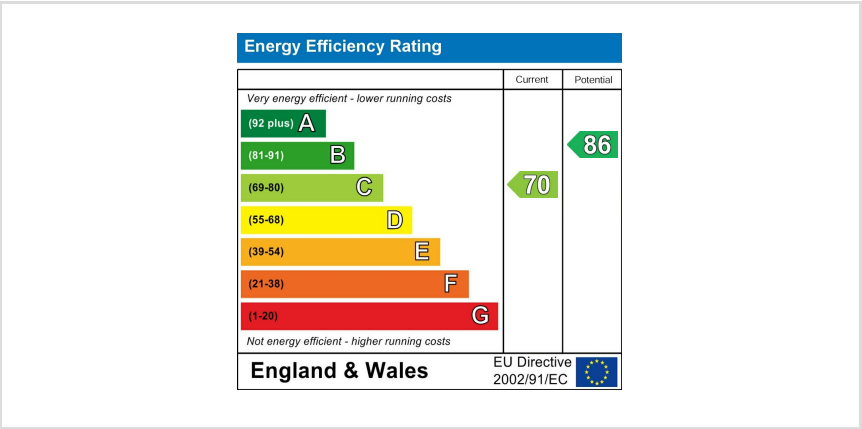 Energy Efficiency Rating
Current Potential
Very energy efficient - lower running costs
(92 plus) A
(81-91) B
86
(69-80) C
70
(55-68) D
(39-54) E
(21-38) F
(1-20) G
Not energy efficient - higher running costs
England & Wales
EU Directive
2002/91/EC